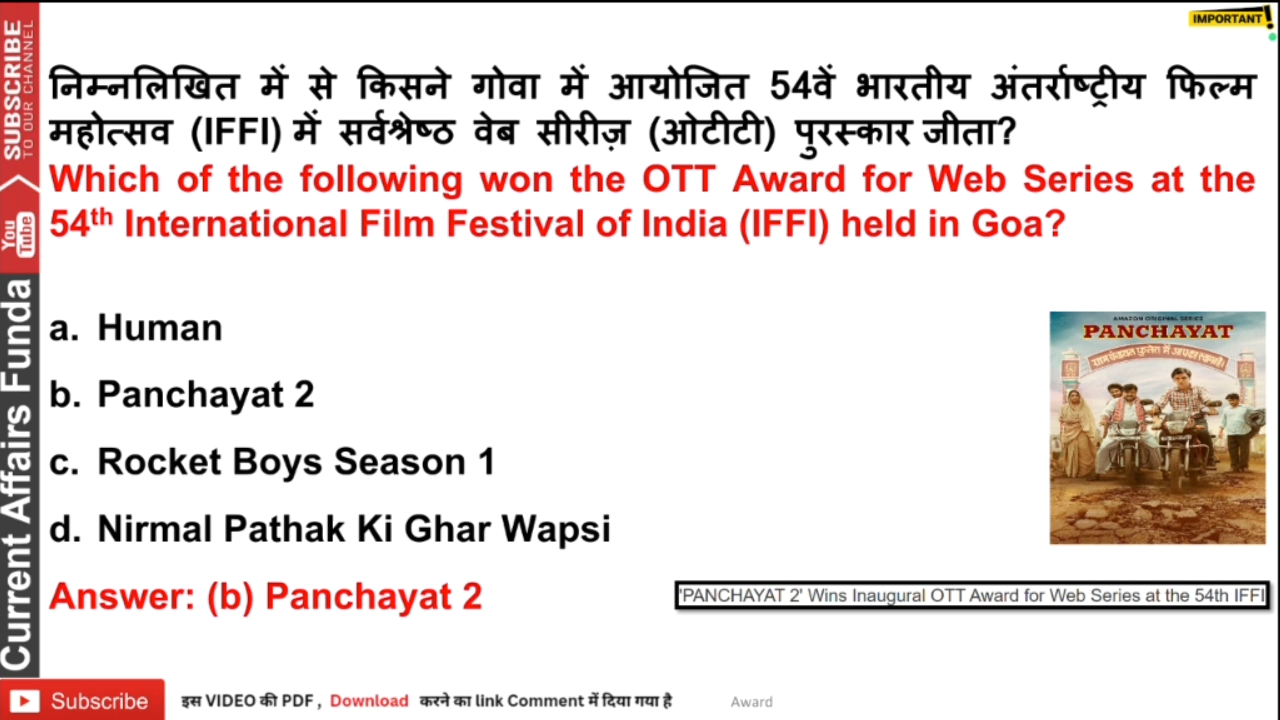 IMPORTANT!
SUBSCRIBE
TO OUR CHANNEL
You
Tube
Current Affairs Funda
निम्नलिखित में से किसने गोवा में आयोजित 54वें भारतीय अंतर्राष्ट्रीय फिल्म
महोत्सव (IFFI) में सर्वश्रेष्ठ वेब सीरीज़ (ओटीटी) पुरस्कार जीता?
Which of the following won the OTT Award for Web Series at the
54th International Film Festival of India (IFFI) held in Goa?
a. Human
b. Panchayat 2
c. Rocket Boys Season 1
d. Nirmal Pathak Ki Ghar Wapsi
AMAZON ORIGINAL SERIES
PANCHAYAT
Answer: (b) Panchayat 2
'PANCHAYAT 2' Wins Inaugural OTT Award for Web Series at the 54th IFFI
Subscribe
इस VIDEO की PDF , Download करने का link Comment में दिया गया है
Award